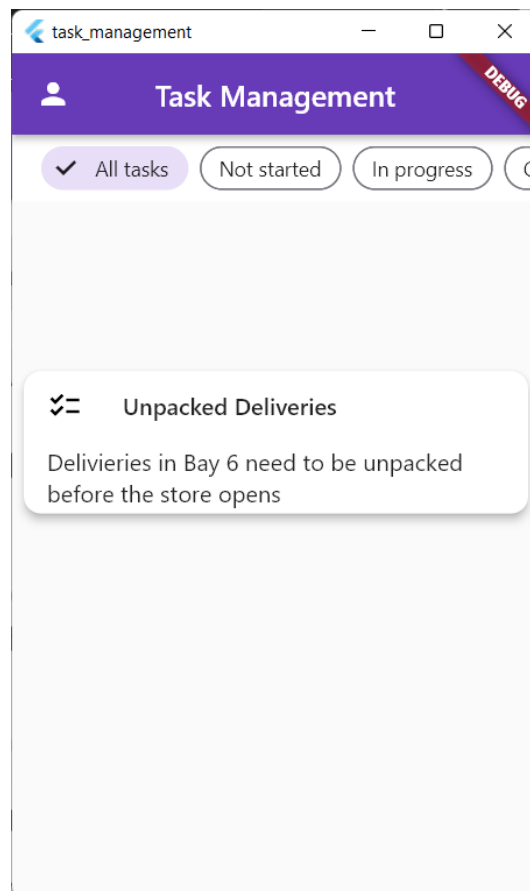 task_management
Task Management
DEBUG
All tasks
Not started
In progress
Unpacked Deliveries
Delivieries in Bay 6 need to be unpacked
before the store opens